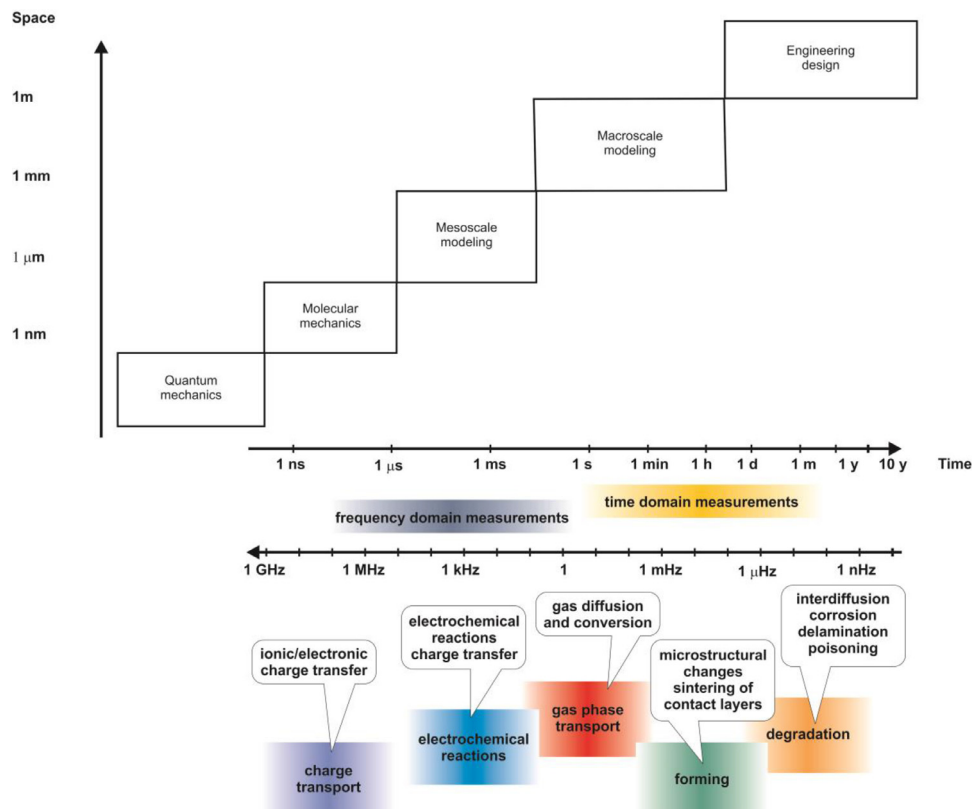 Space
Engineering
design
1m
Macroscale
modeling
1 mm
Mesoscale
modeling
1 μm
Molecular
mechanics
1 nm
Quantum
mechanics
1 ns
1 μs
1 ms
1 s
1 min
1 h
1 d
1 m
1 y
10 y
Time
time domain measurements
frequency domain measurements
1 GHz
1 MHz
1 kHz
1
1 mHz
1 μHz
1 nHz
ionic/electronic
charge transfer
electrochemical
reactions
charge transfer
gas diffusion
and conversion
microstructural
changes
sintering of
contact layers
interdiffusion
corrosion
delamination
poisoning
charge
transport
electrochemical
reactions
gas phase
transport
forming
degradation